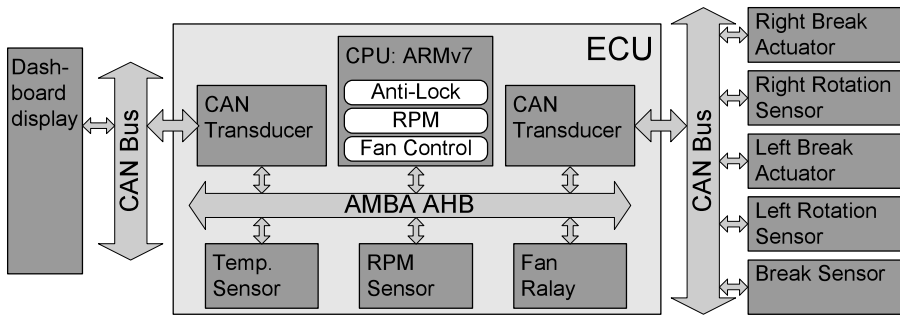 Dash-
board
display
CAN Bus
ECU
CAN
Transducer
CPU: ARMv7
Anti-Lock
RPM
Fan Control
CAN
Transducer
AMBA AHB
Temp.
Sensor
RPM
Sensor
Fan
Ralay
CAN Bus
Right Break
Actuator
Right Rotation
Sensor
Left Break
Actuator
Left Rotation
Sensor
Break Sensor